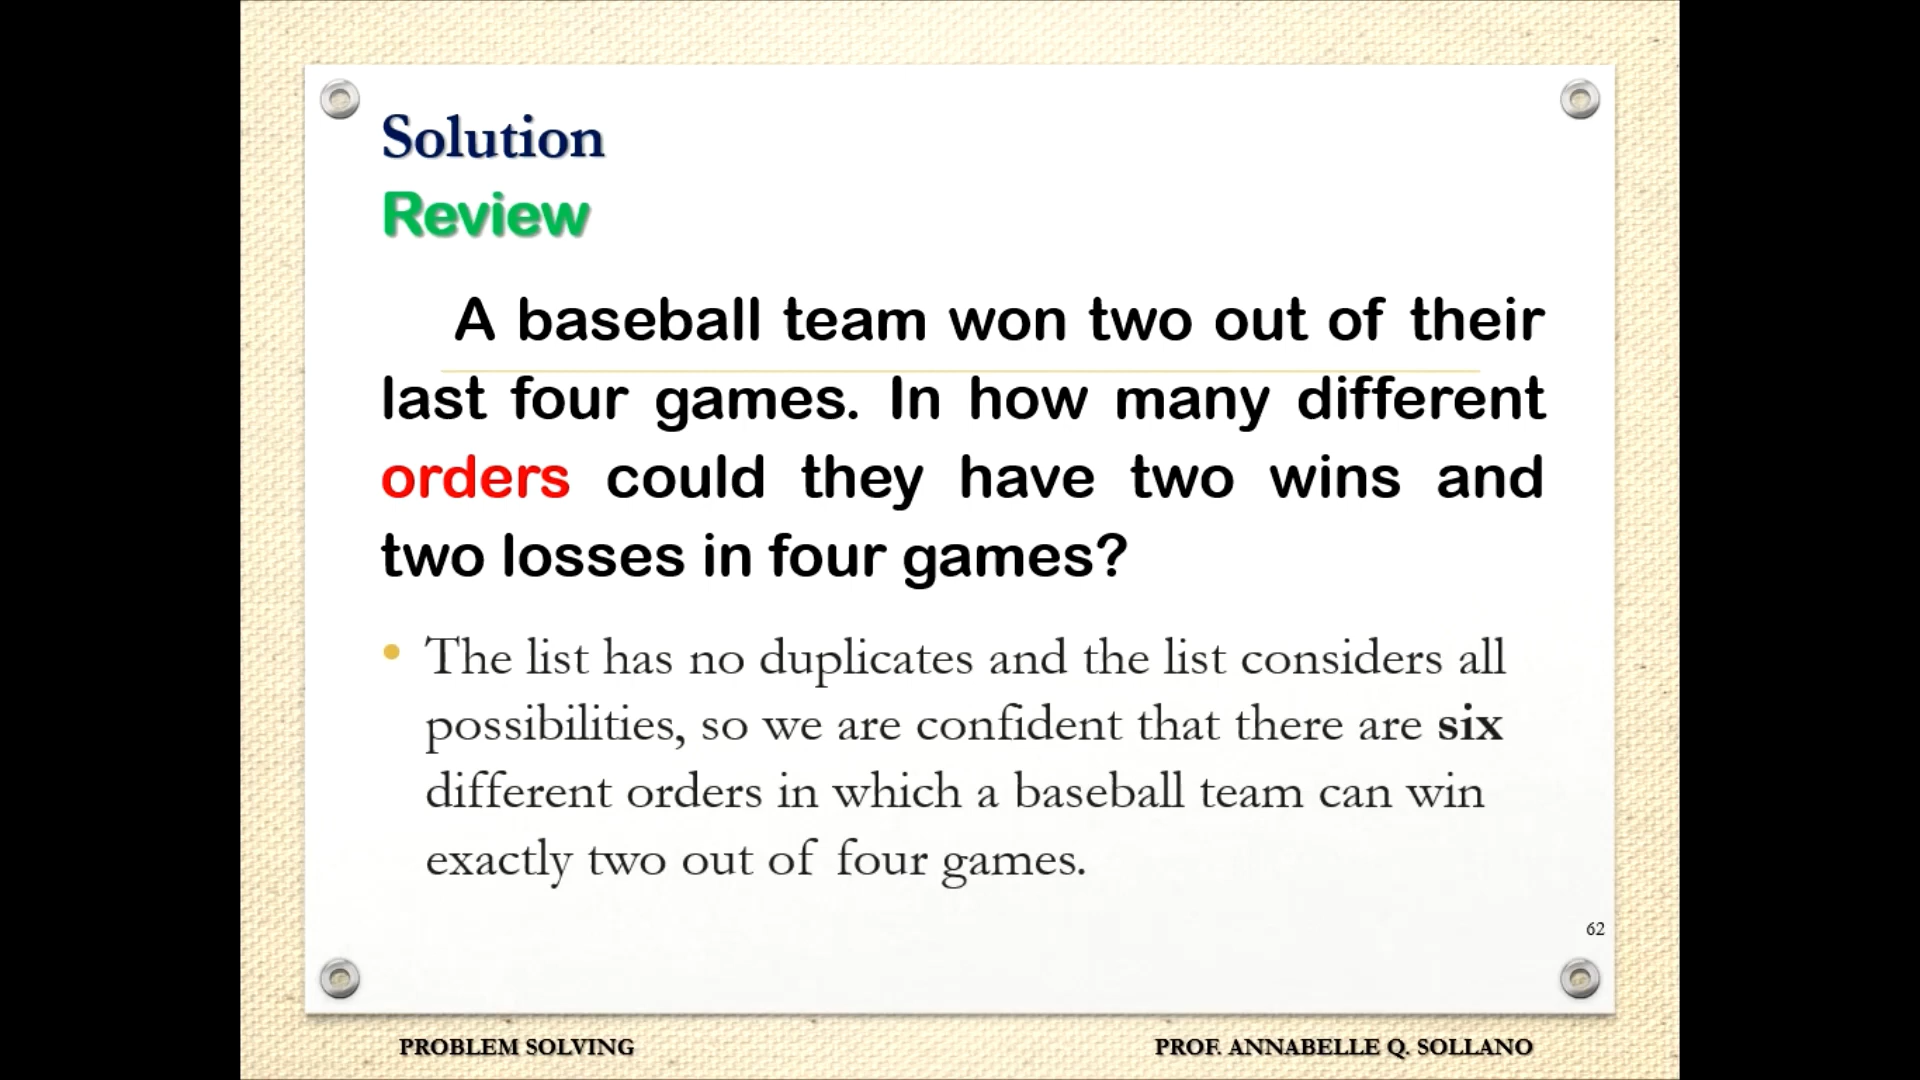 Solution
Review
A baseball team won two out of their
last four games. In how many different
orders could they have two wins and
two losses in four games?
• The list has no duplicates and the list considers all
possibilities, so we are confident that there are six
different orders in which a baseball team can win
exactly two out of four games.
62
PROBLEM SOLVING
PROF. ANNABELLE Q. SOLLANO